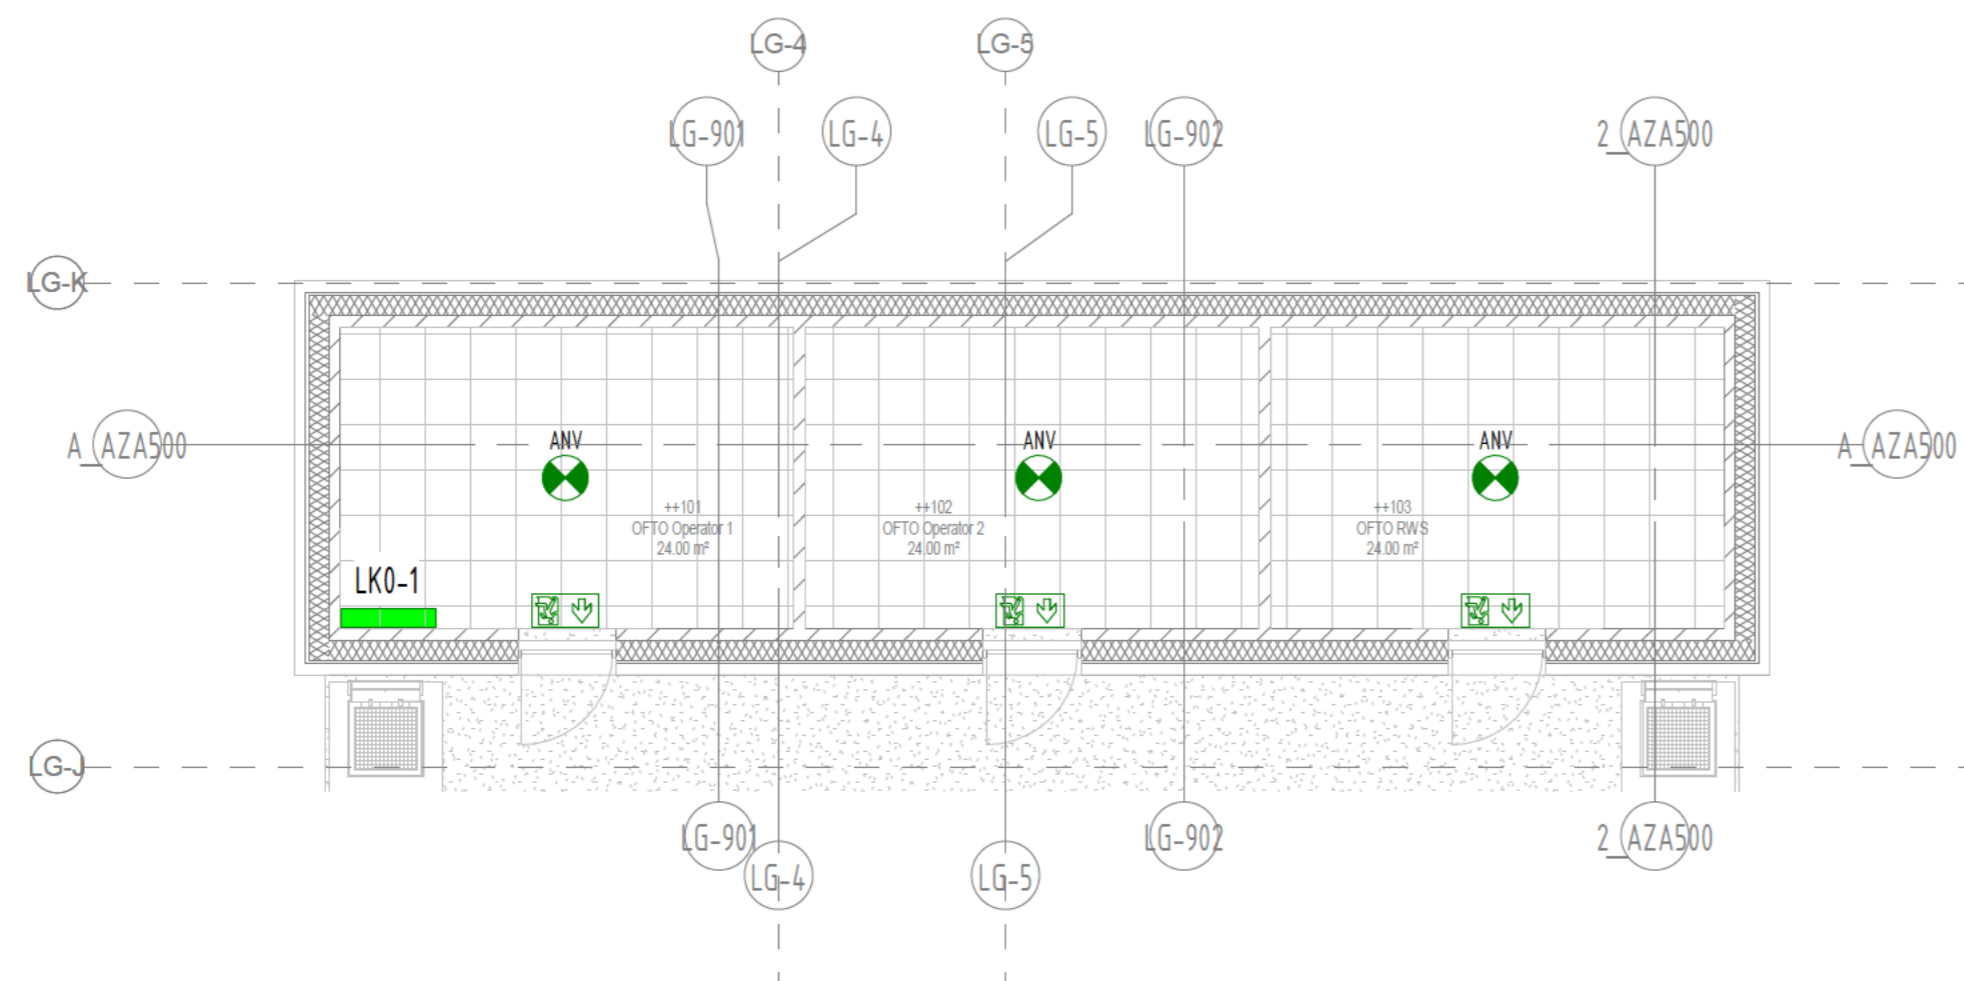 LG-4
LG-5
LG-901
LG-4
LG-5
LG-902
2_AZA500
LG-K
A_AZA500
ANV
ANV
ANV
A_AZA500
++101
OFTO Operator 1
24.00 m²
++102
OFTO Operator 2
24.00 m²
++103
OFTO RWS
24.00 m²
LK0-1
LG-J
LG-901
LG-4
LG-5
LG-902
2_AZA500